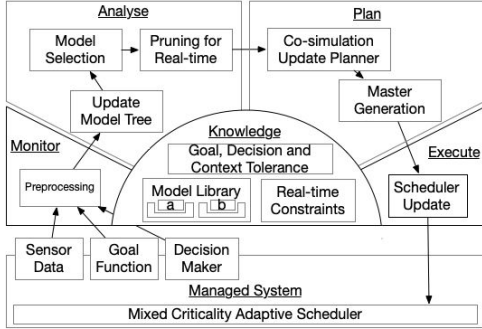 Analyse
Plan
Model
Selection
Pruning for
Real-time
Co-simulation
Update Planner
Update
Model Tree
Master
Generation
Monitor
Knowledge
Goal, Decision and
Context Tolerance
Execute
Preprocessing
Model Library
a
b
Real-time
Constraints
Scheduler
Update
Sensor
Data
Goal
Function
Decision
Maker
Managed System
Mixed Criticality Adaptive Scheduler